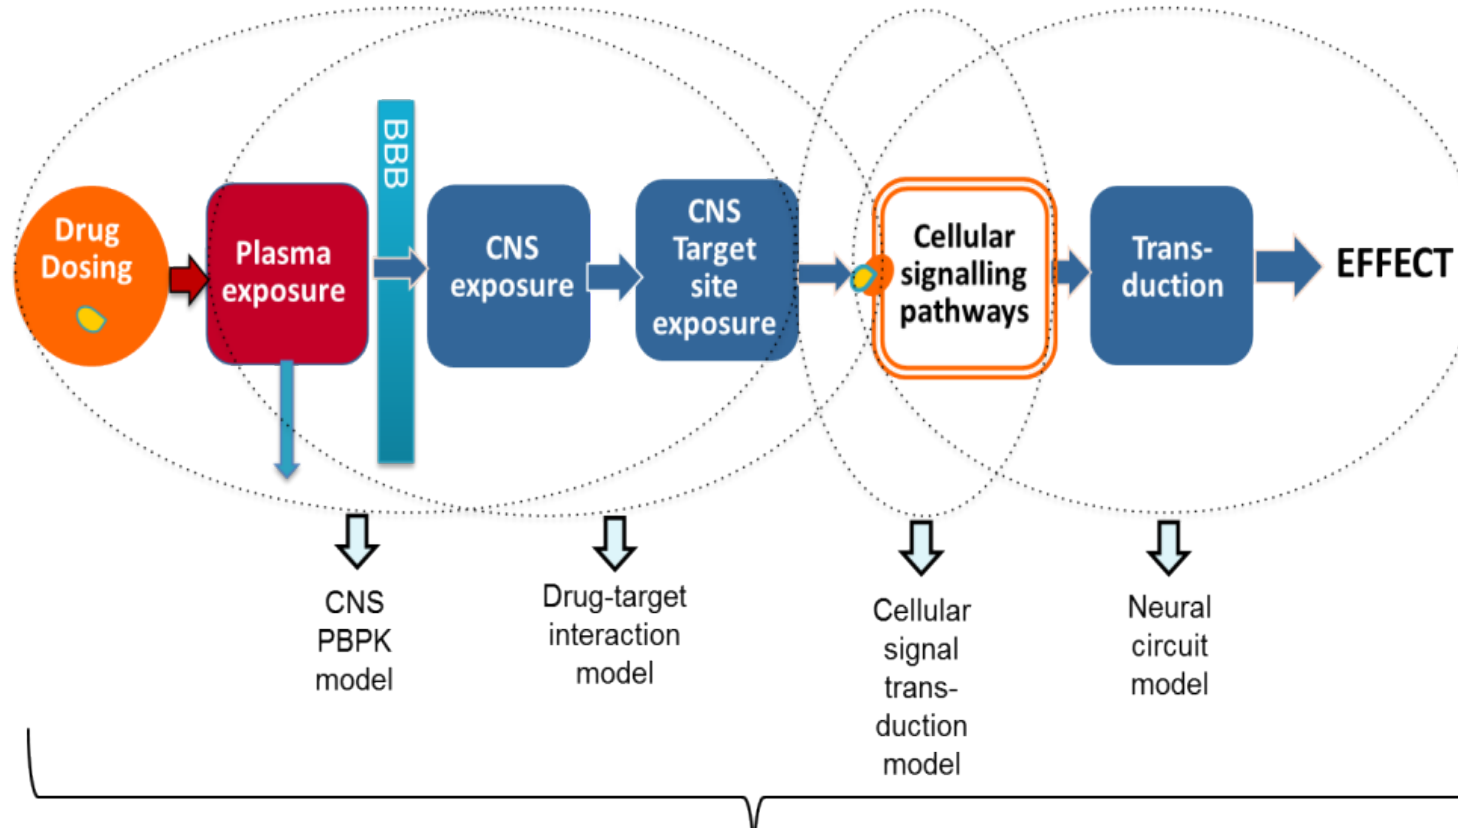 Drug
Dosing
Plasma
exposure
BBB
CNS
exposure
CNS
Target
site
exposure
Cellular
signalling
pathways
Trans-
duction
EFFECT
CNS
PBPK
model
Drug-target
interaction
model
Cellular
signal
trans-
duction
model
Neural
circuit
model